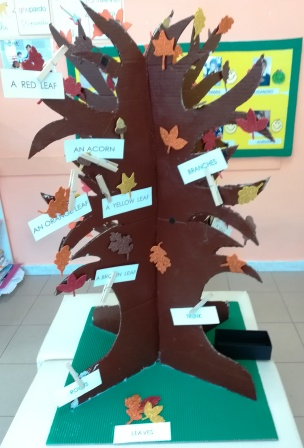 A RED LEAF
AN ACORN
BRANCHES
AN ORANGE LEAF
A YELLOW LEAF
A BROWN LEAF
TRUNK
ROOTS
LEAVES